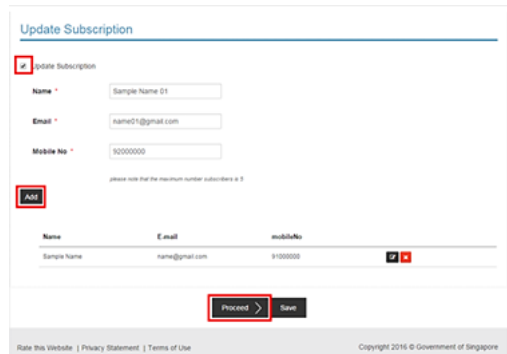 Update Subscription
Update Subscription
Name *
Sample Name 01
Email *
name01@gmail.com
Mobile No *
92000000
please note that the maximum number subscribers is 5
Add
Name E-mail mobileNo
Sample Name name@gmail.com 91000000
Proceed Save
Rate this Website | Privacy Statement | Terms of Use Copyright 2016 © Government of Singapore